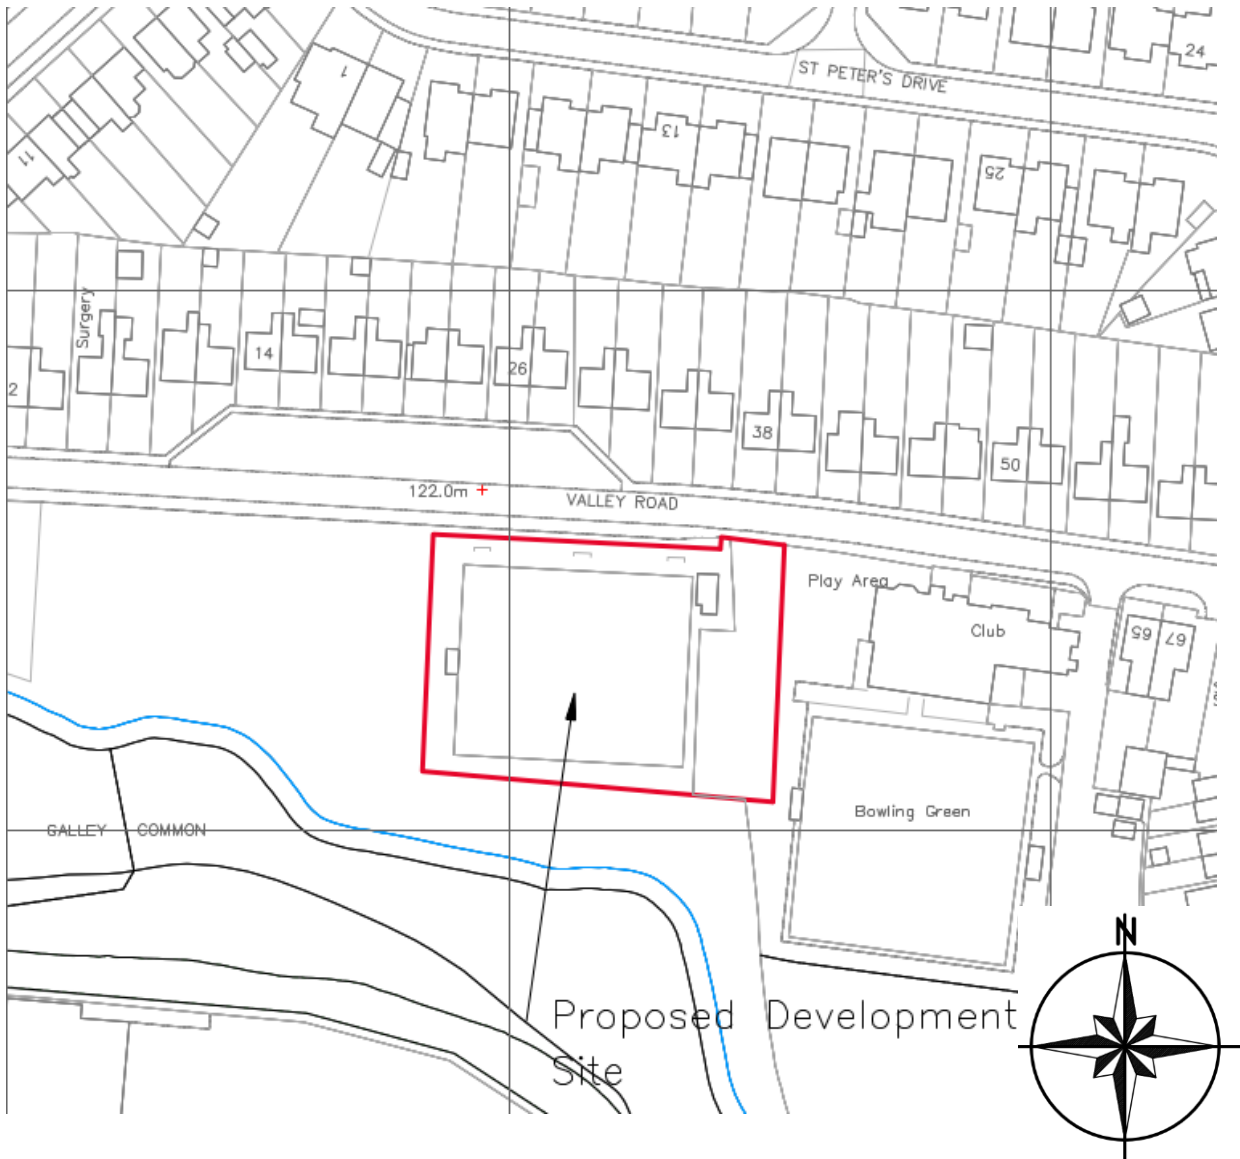 24
ST PETER'S DRIVE
1
13
11
25
Surgery
14
26
2
38
50
122.0m
VALLEY ROAD
Play Area
Club
65
67
Bowling Green
GALLEY COMMON
N
Proposed Development
Site